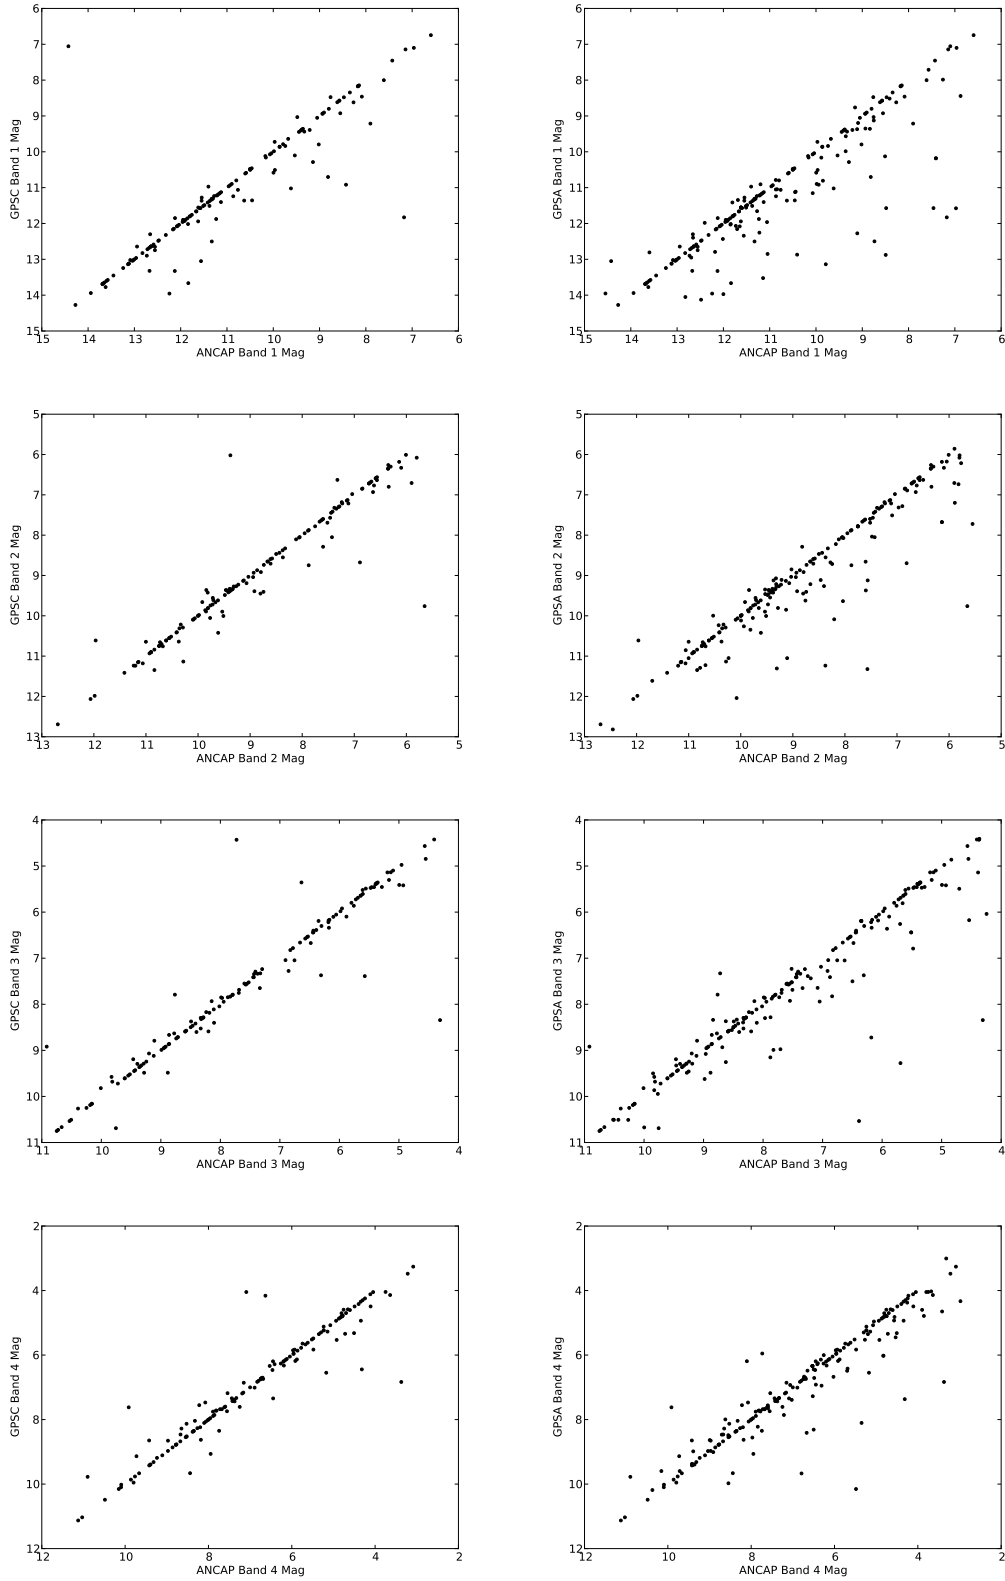 6
7
8
9
10
11
12
13
14
15
GPSC Band 1 Mag
15 14 13 12 11 10 9 8 7 6
ANCAP Band 1 Mag
6
7
8
9
10
11
12
13
14
15
GPSA Band 1 Mag
15 14 13 12 11 10 9 8 7 6
ANCAP Band 1 Mag
5
6
7
8
9
10
11
12
13
GPSC Band 2 Mag
13 12 11 10 9 8 7 6 5
ANCAP Band 2 Mag
5
6
7
8
9
10
11
12
13
GPSA Band 2 Mag
13 12 11 10 9 8 7 6 5
ANCAP Band 2 Mag
4
5
6
7
8
9
10
11
GPSC Band 3 Mag
11 10 9 8 7 6 5 4
ANCAP Band 3 Mag
4
5
6
7
8
9
10
11
GPSA Band 3 Mag
11 10 9 8 7 6 5 4
ANCAP Band 3 Mag
2
4
6
8
10
12
GPSC Band 4 Mag
12 10 8 6 4 2
ANCAP Band 4 Mag
2
4
6
8
10
12
GPSA Band 4 Mag
12 10 8 6 4 2
ANCAP Band 4 Mag